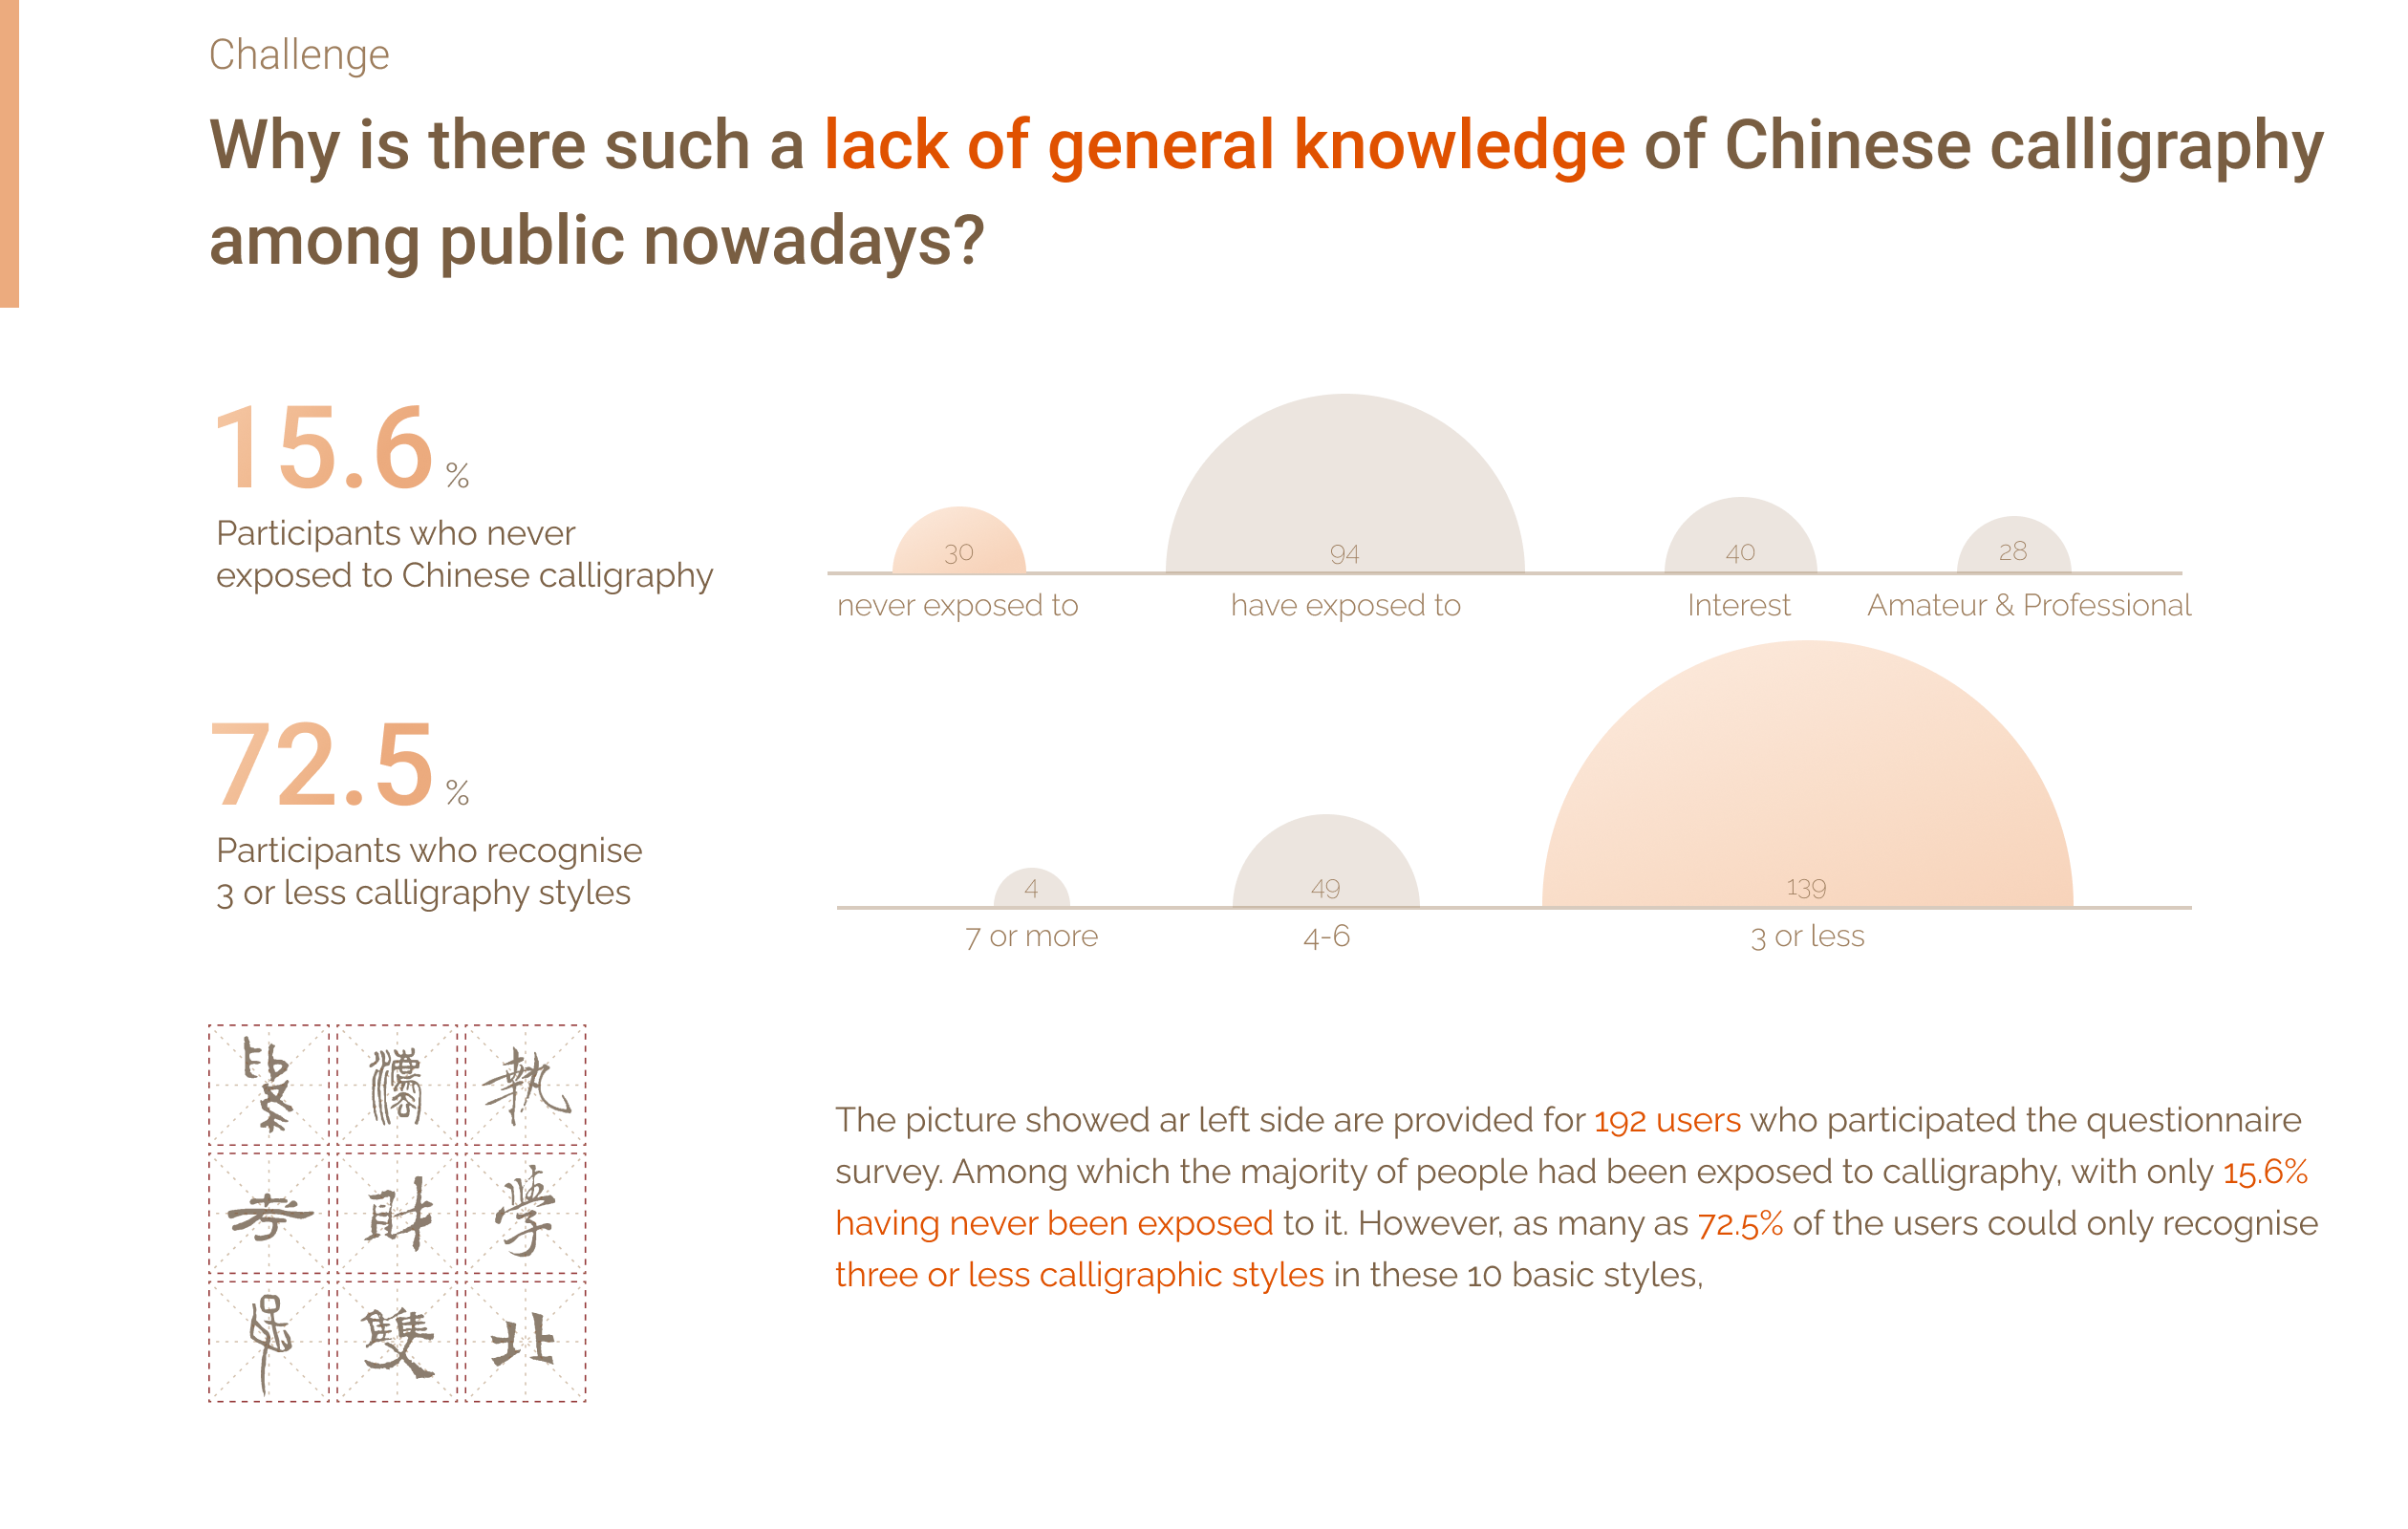 Challenge
Why is there such a lack of general knowledge of Chinese calligraphy
among public nowadays?
15.6 %
Participants who never
exposed to Chinese calligraphy
30
94
40
28
never exposed to
have exposed to
Interest
Amateur & Professional
72.5 %
Participants who recognise
3 or less calligraphy styles
4
49
139
7 or more
4-6
3 or less
執
財
學
雙
北
The picture showed ar left side are provided for 192 users who participated the questionnaire
survey. Among which the majority of people had been exposed to calligraphy, with only 15.6%
having never been exposed to it. However, as many as 72.5% of the users could only recognise
three or less calligraphic styles in these 10 basic styles,